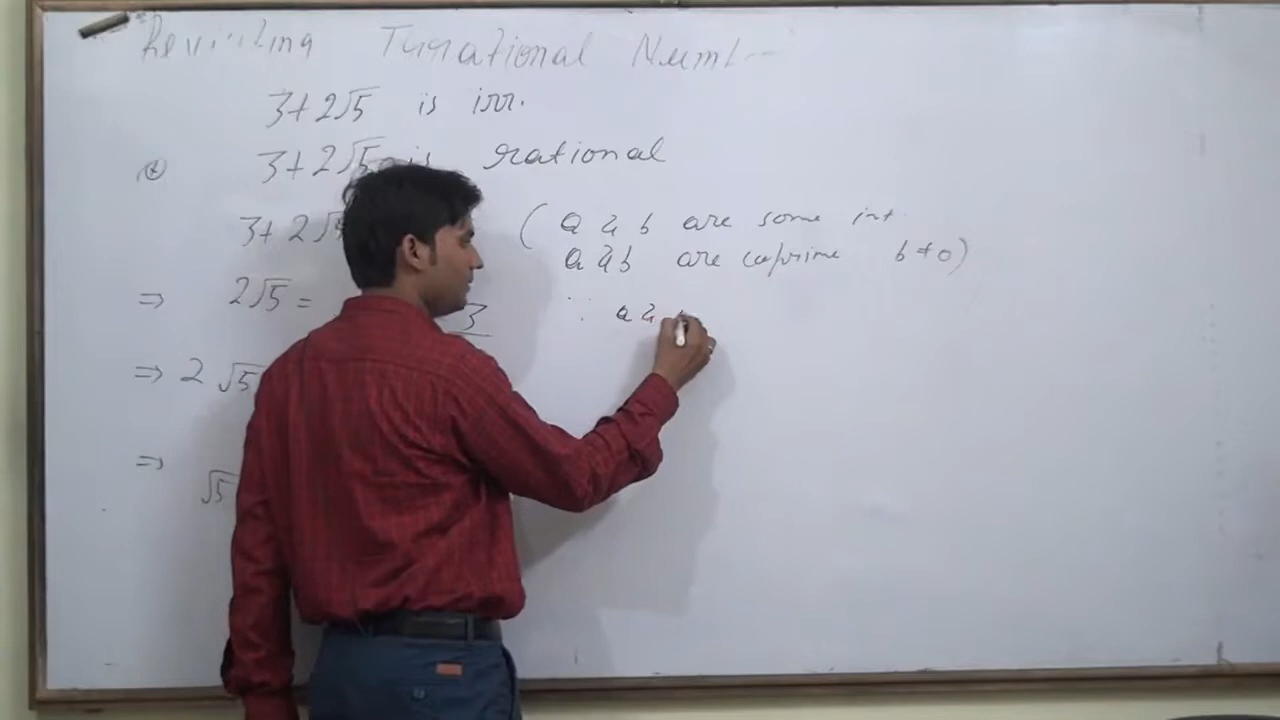 Revisiting Irrational Numb
3+2√5 is irr.
3+2√5 is rational
3+2√
( a & b are some int
a & b are coprime b≠0)
⇒ 2√5 =
3
∵ a &
⇒ 2 √5
⇒
√5